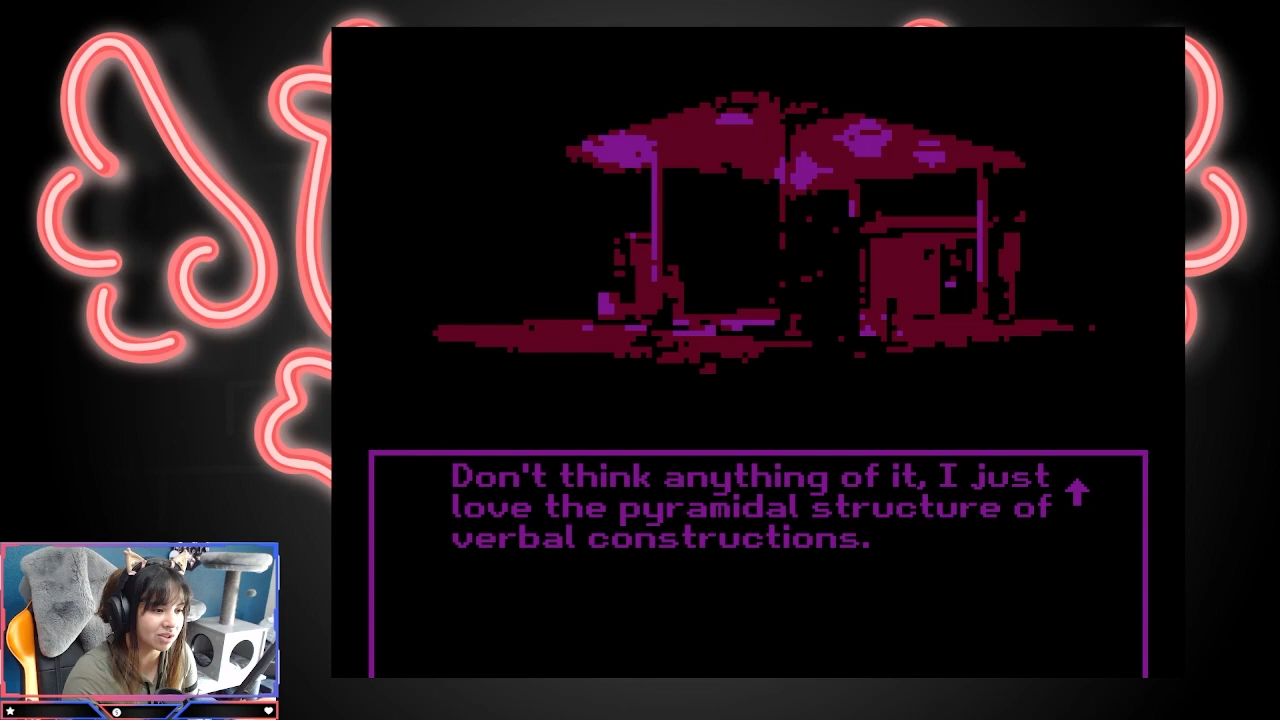 Don't think anything of it, I just
love the pyramidal structure of
verbal constructions.